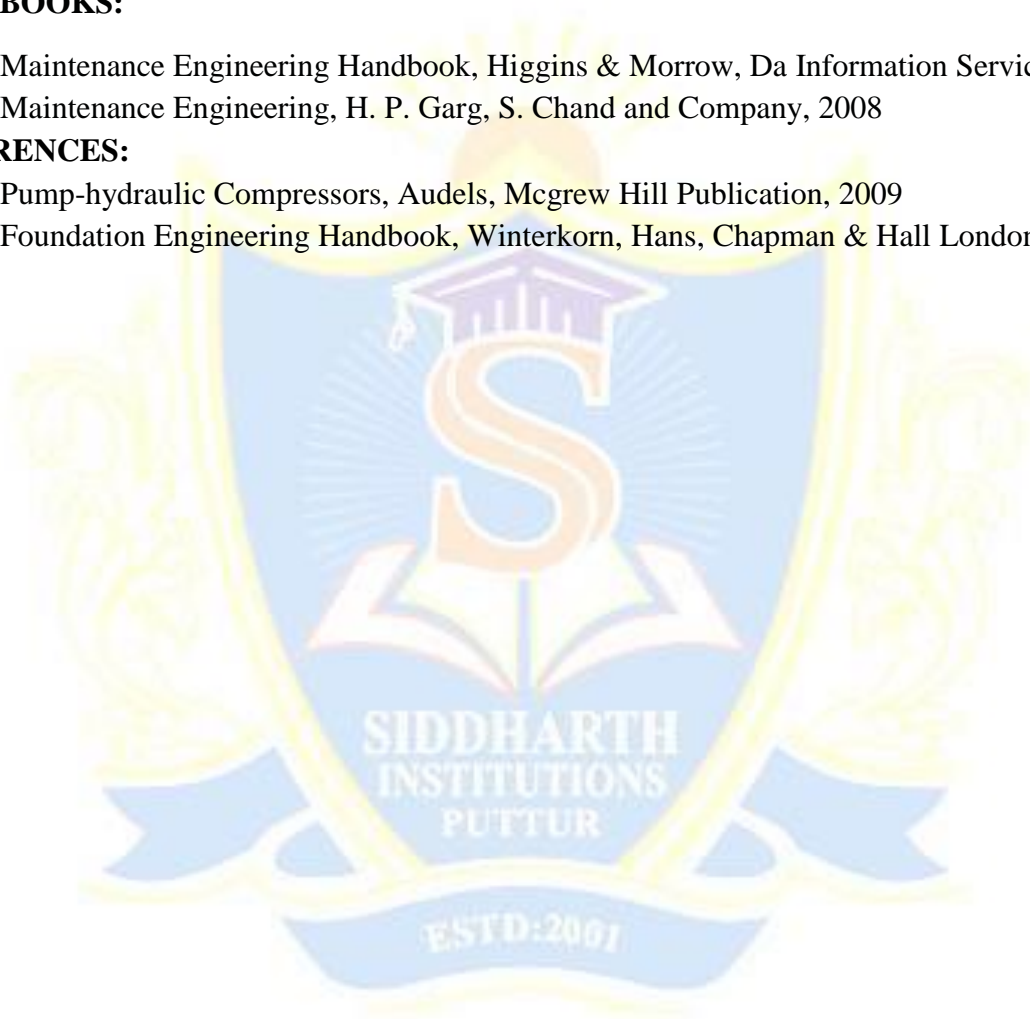 BOOKS:
Maintenance Engineering Handbook, Higgins & Morrow, Da Information Servic
Maintenance Engineering, H. P. Garg, S. Chand and Company, 2008
RENCES:
Pump-hydraulic Compressors, Audels, Mcgrew Hill Publication, 2009
Foundation Engineering Handbook, Winterkorn, Hans, Chapman & Hall London
S
SIDDHARTH
INSTITUTIONS
PUTTUR
ESTD:2001